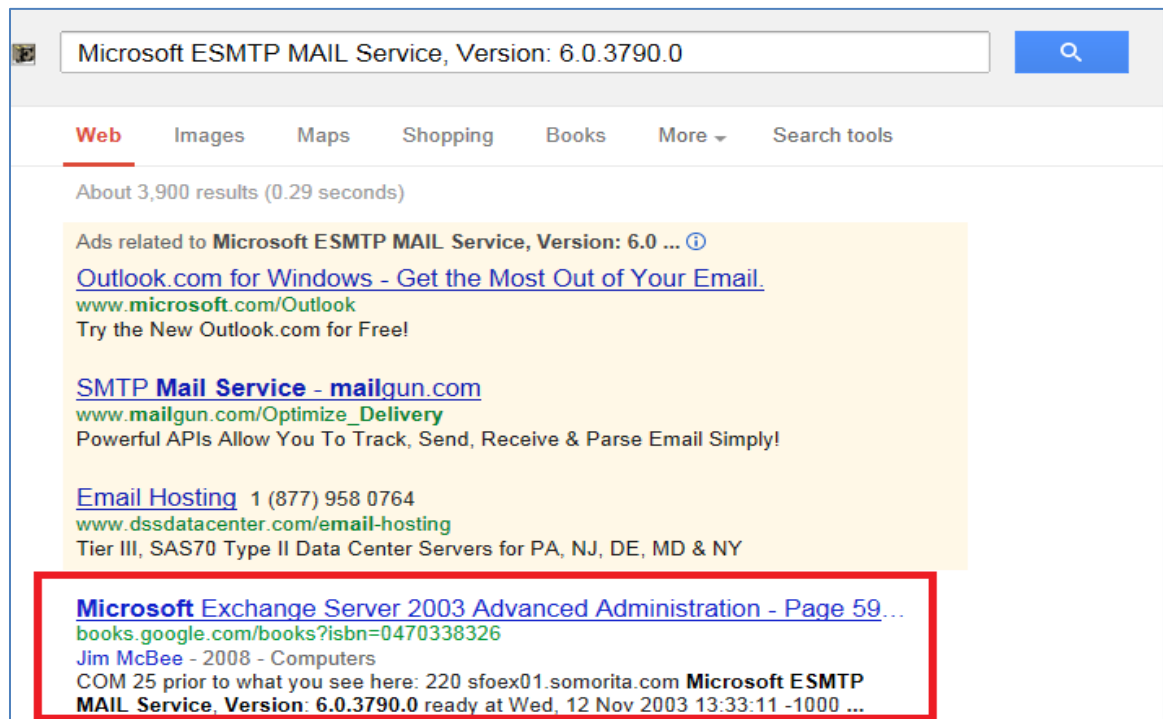 Microsoft ESMTP MAIL Service, Version: 6.0.3790.0
Web Images Maps Shopping Books More Search tools
About 3,900 results (0.29 seconds)
Ads related to Microsoft ESMTP MAIL Service, Version: 6.0 ...
Outlook.com for Windows - Get the Most Out of Your Email.
www.microsoft.com/Outlook
Try the New Outlook.com for Free!
SMTP Mail Service - mailgun.com
www.mailgun.com/Optimize_Delivery
Powerful APIs Allow You To Track, Send, Receive & Parse Email Simply!
Email Hosting 1 (877) 958 0764
www.dssdatacenter.com/email-hosting
Tier III, SAS70 Type II Data Center Servers for PA, NJ, DE, MD & NY
Microsoft Exchange Server 2003 Advanced Administration - Page 59...
books.google.com/books?isbn=0470338326
Jim McBee - 2008 - Computers
COM 25 prior to what you see here: 220 sfoex01.somorita.com Microsoft ESMTP
MAIL Service, Version: 6.0.3790.0 ready at Wed, 12 Nov 2003 13:33:11 -1000 ...